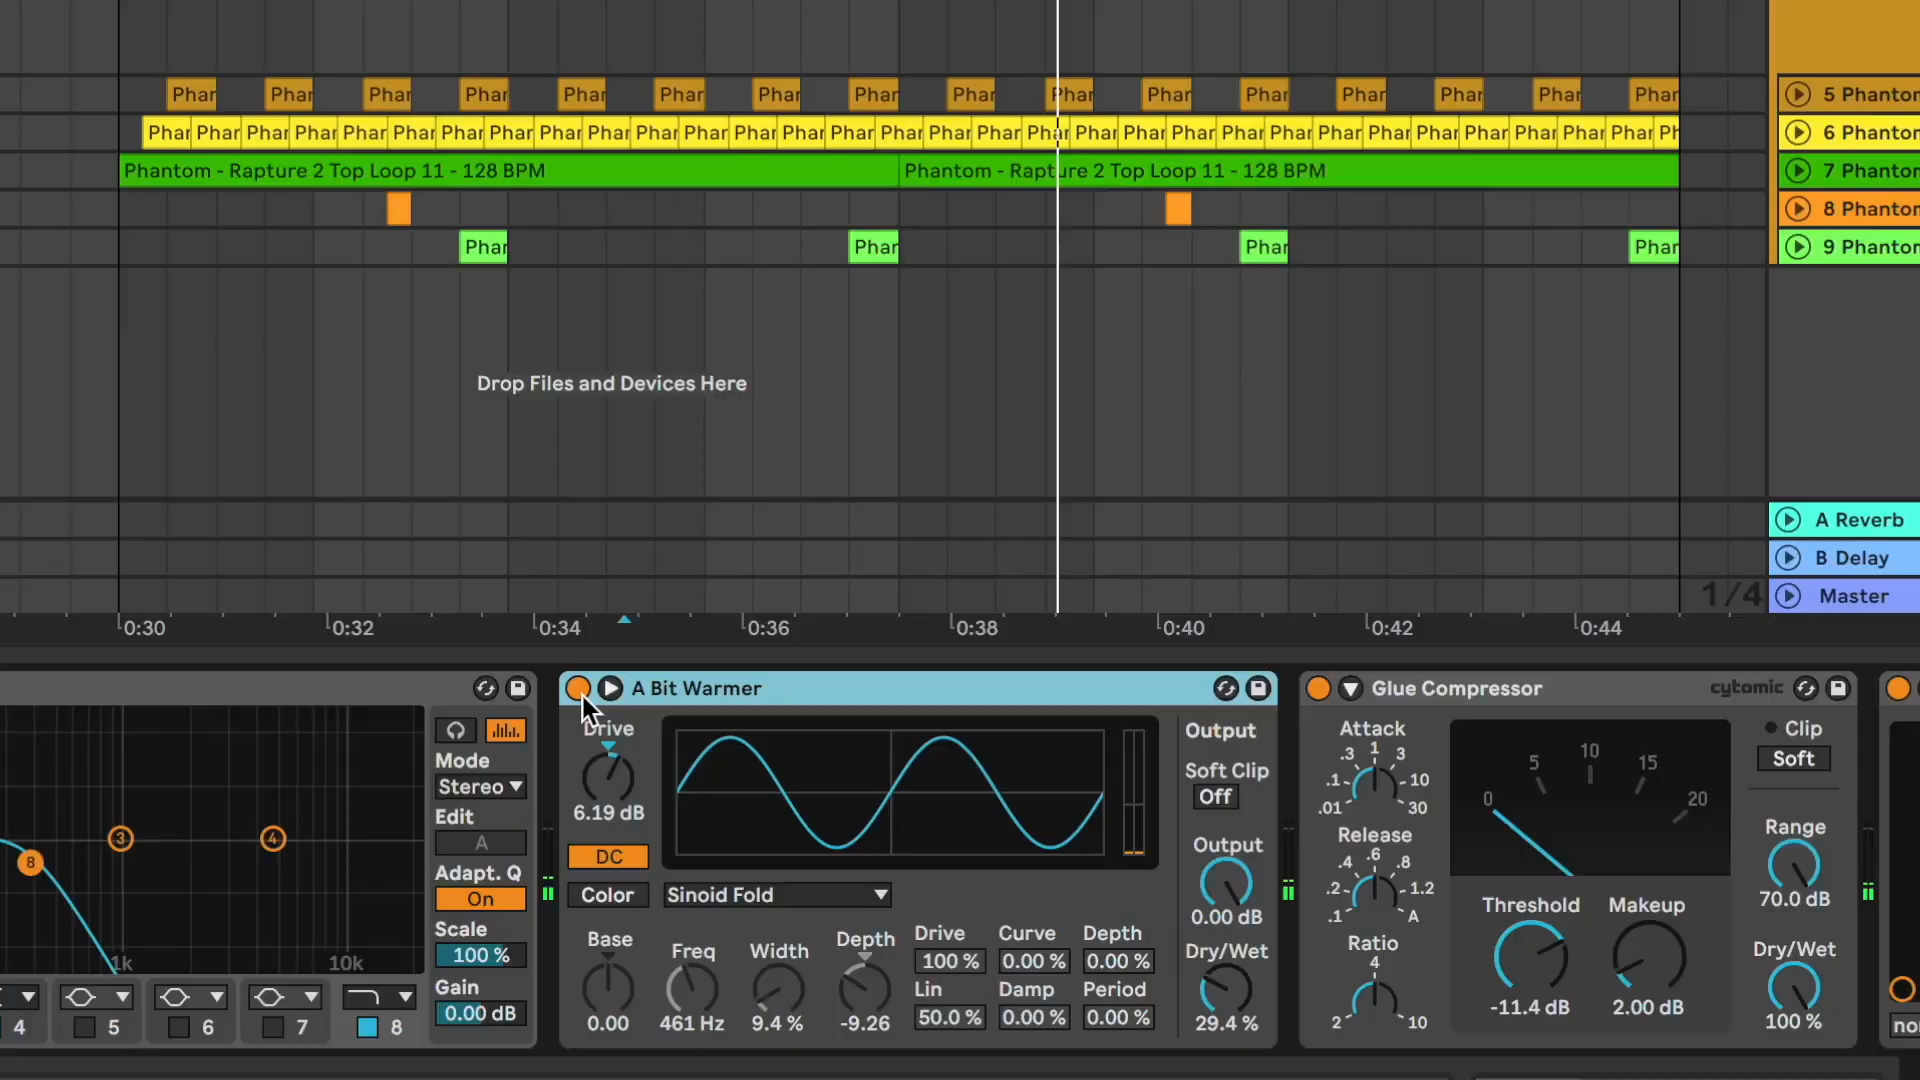 Phar Phar Phar Phar Phar Phar Phar Phar Phar Phar Phar Phar Phar Phar Phar Phar 5 Phantom
Phar Phar Phar Phar Phar Phar Phar Phar Phar Phar Phar Phar Phar Phar Phar Phar Phar Phar Phar Phar Phar Phar Phar Phar Phar Phar Phar Phar Phar Phar Phar Ph 6 Phantom
Phantom - Rapture 2 Top Loop 11 - 128 BPM Phantom - Rapture 2 Top Loop 11 - 128 BPM 7 Phantom
8 Phantom
Phar Phar Phar Phar 9 Phantom
Drop Files and Devices Here
A Reverb
B Delay
1/4 Master
0:30 0:32 0:34 0:36 0:38 0:40 0:42 0:44
A Bit Warmer
Glue Compressor cytomic
Mode
Stereo
Edit
A
Adapt. Q
On
Scale
100 %
Gain
0.00 dB
3 4
8
1k 10k
4 5 6 7 8
Drive
6.19 dB
DC
Color Sinoid Fold
Base Freq Width Depth
0.00 461 Hz 9.4 % -9.26
Drive Curve Depth
100 % 0.00 % 0.00 %
Lin Damp Period
50.0 % 0.00 % 0.00 %
Output
Soft Clip
Off
Output
0.00 dB
Dry/Wet
29.4 %
Attack
.3 1 3
.1 10
.01 30
Release
.4 .6 .8
.2 1.2
.1 A
Ratio
4
2 10
0 5 10 15 20
Threshold Makeup
-11.4 dB 2.00 dB
Clip
Soft
Range
70.0 dB
Dry/Wet
100 %
no